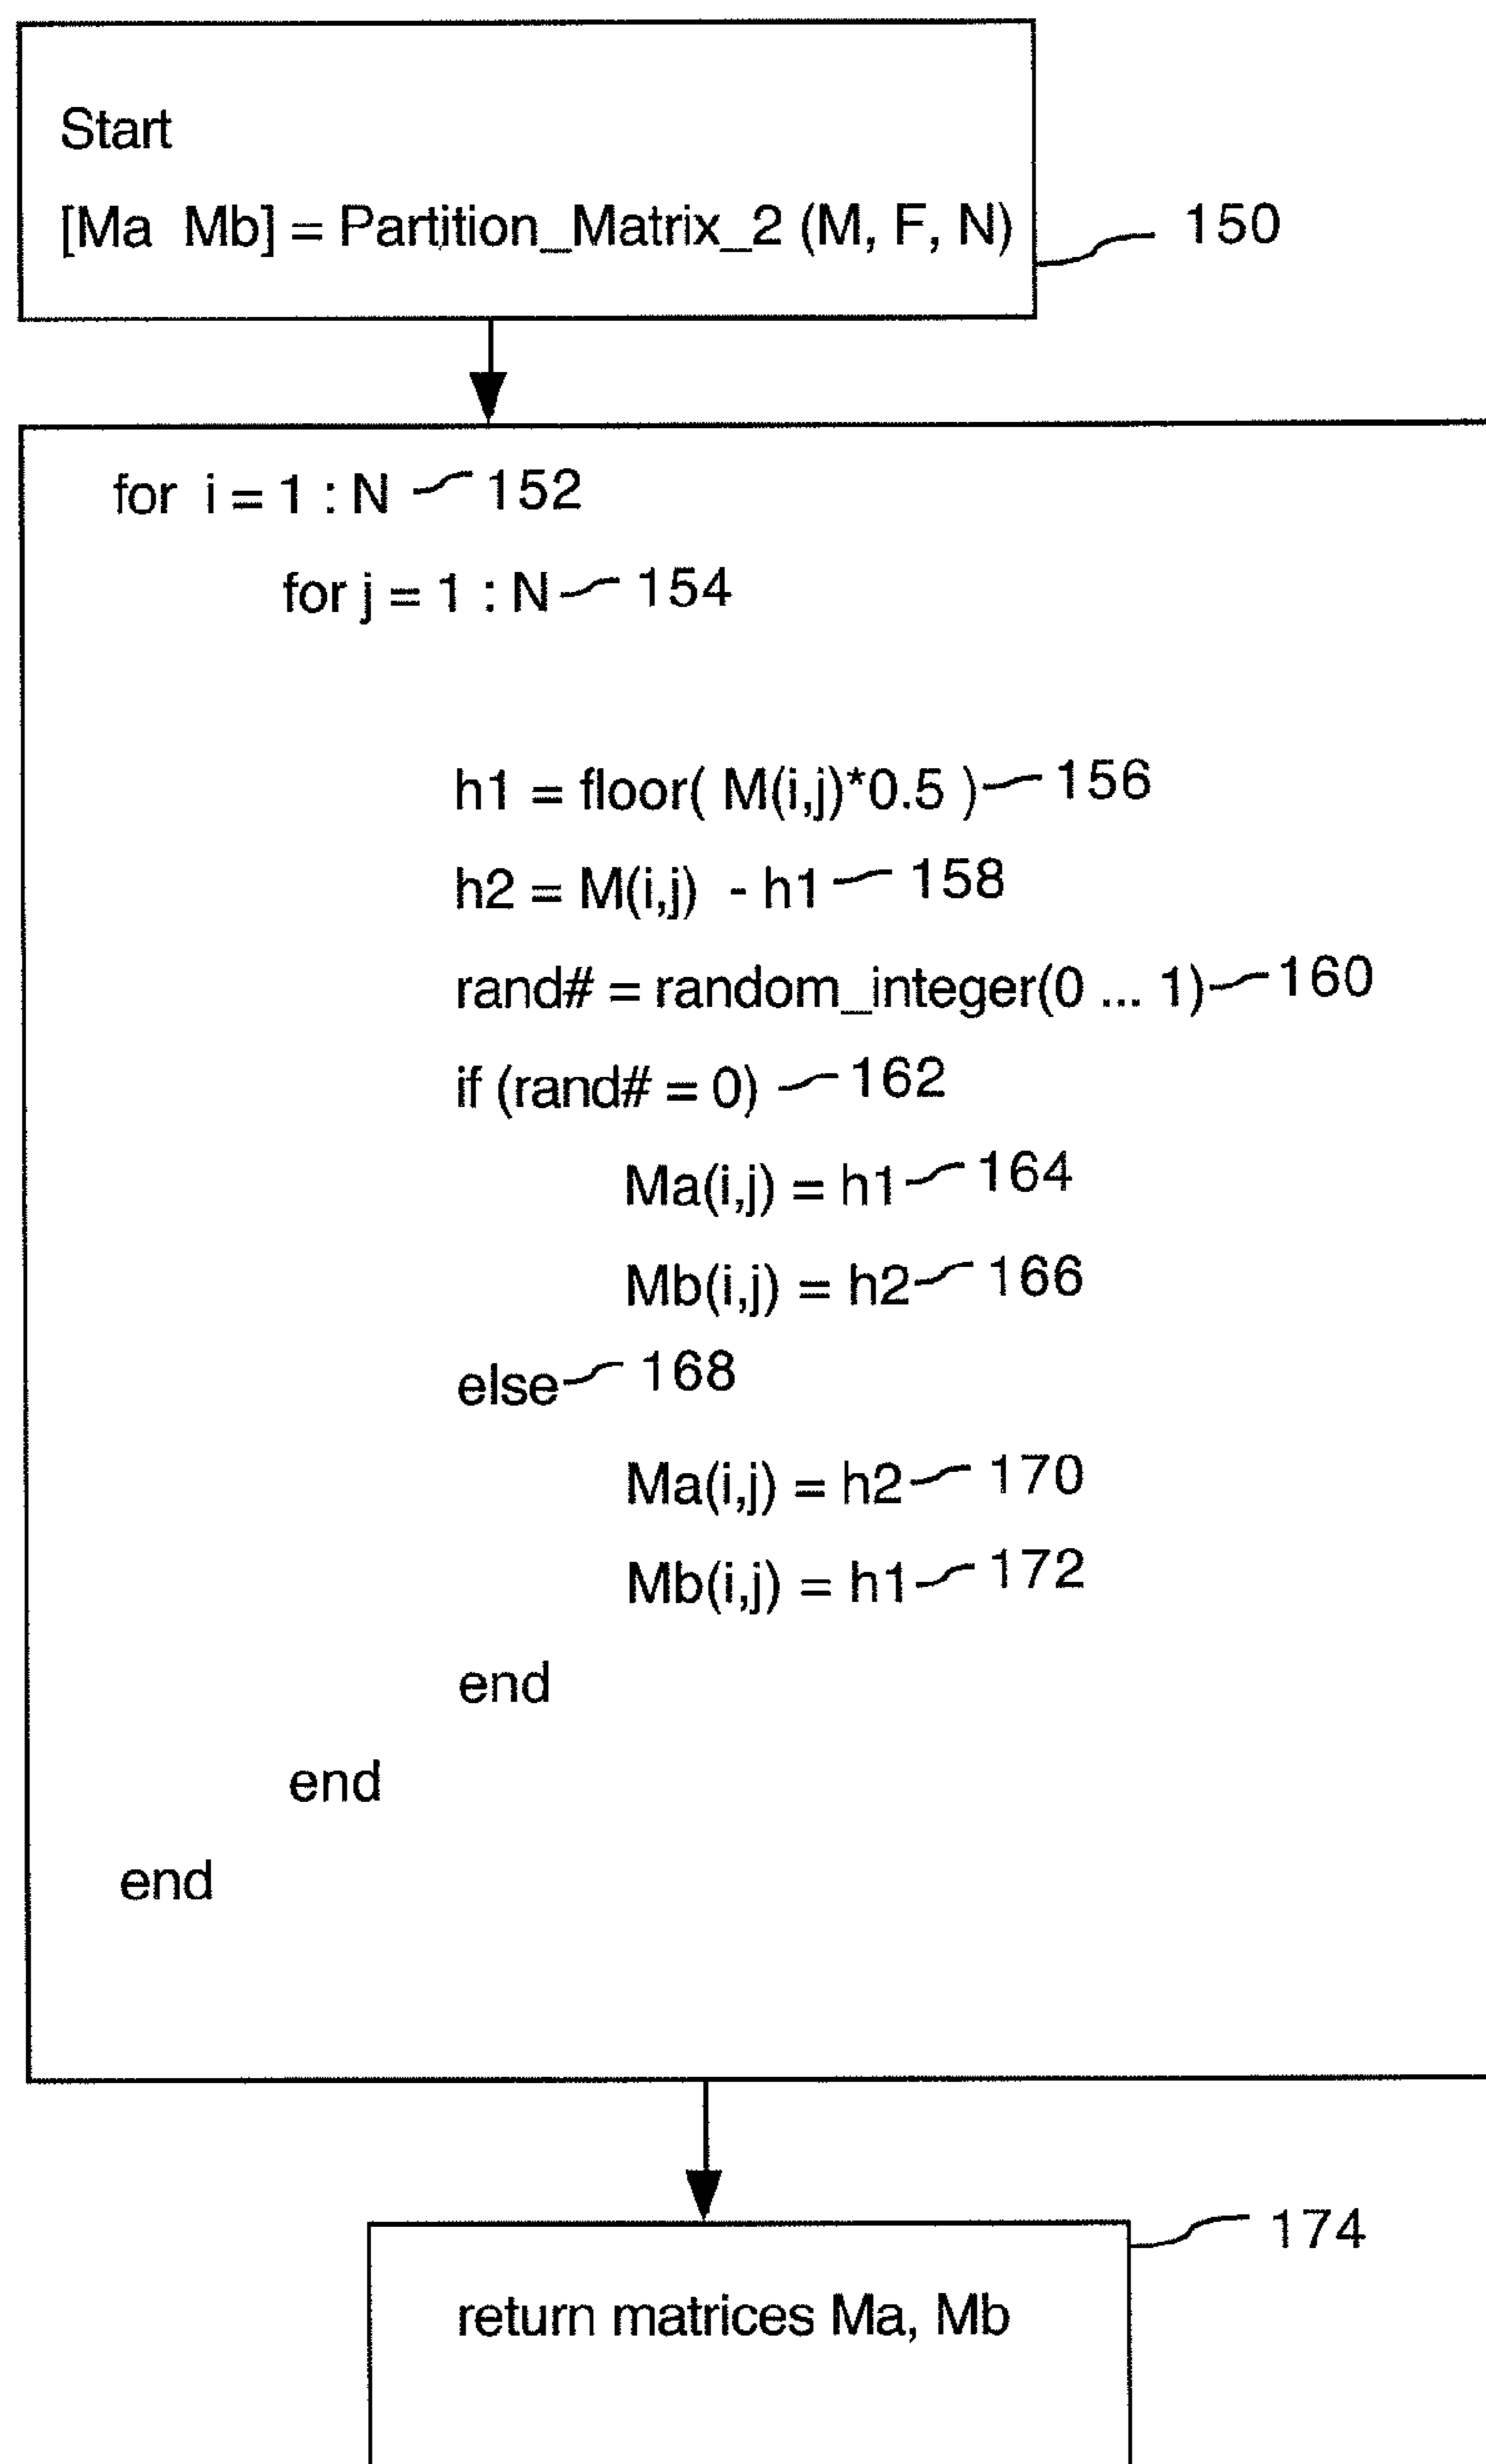 Start
[Ma Mb] = Partition_Matrix_2 (M, F, N)
150
for i = 1 : N 152
for j = 1 : N 154
h1 = floor( M(i,j)*0.5 ) 156
h2 = M(i,j) - h1 158
rand# = random_integer(0 ... 1) 160
if (rand# = 0) 162
Ma(i,j) = h1 164
Mb(i,j) = h2 166
else 168
Ma(i,j) = h2 170
Mb(i,j) = h1 172
end
end
end
174
return matrices Ma, Mb